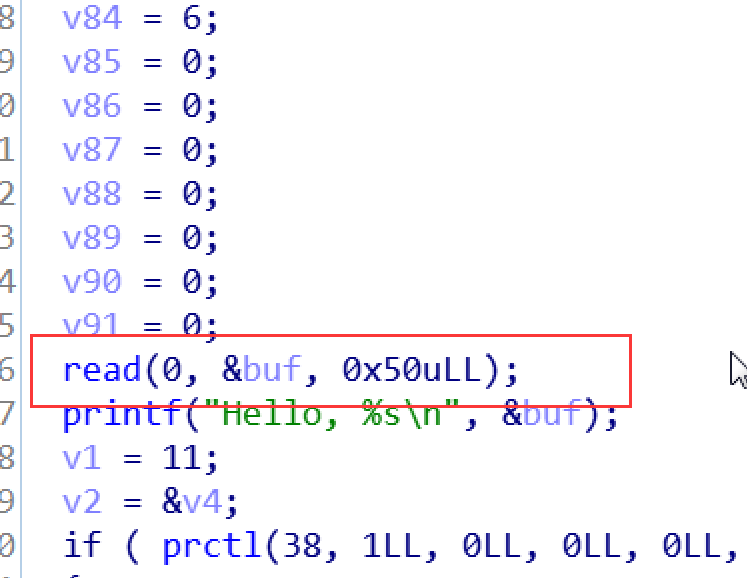 8 v84 = 6;
9 v85 = 0;
0 v86 = 0;
1 v87 = 0;
2 v88 = 0;
3 v89 = 0;
4 v90 = 0;
5 v91 = 0;
6 read(0, &buf, 0x50uLL);
7 printf("Hello, %s\n", &buf);
8 v1 = 11;
9 v2 = &v4;
0 if ( prctl(38, 1LL, 0LL, 0LL, 0LL,